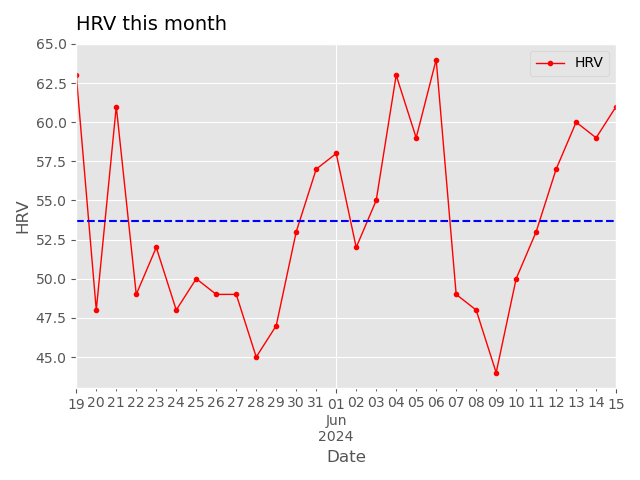 HRV this month
65.0
62.5
60.0
57.5
55.0
52.5
50.0
47.5
45.0
HRV
HRV
19 20 21 22 23 24 25 26 27 28 29 30 31 01 02 03 04 05 06 07 08 09 10 11 12 13 14 15
Jun
2024
Date